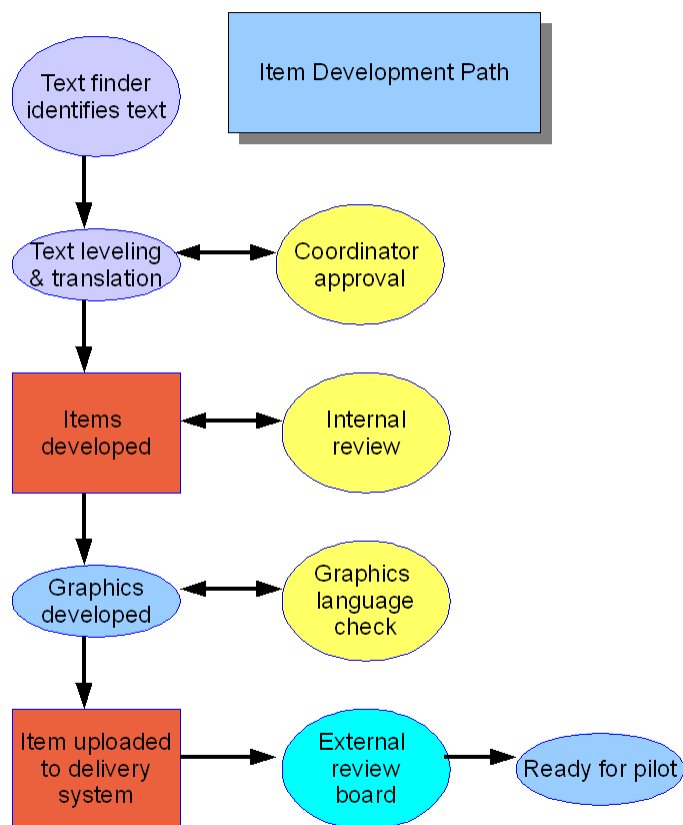 Item Development Path
Text finder
identifies text
Text leveling
& translation
Coordinator
approval
Items
developed
Internal
review
Graphics
developed
Graphics
language
check
Item uploaded
to delivery
system
External
review
board
Ready for pilot